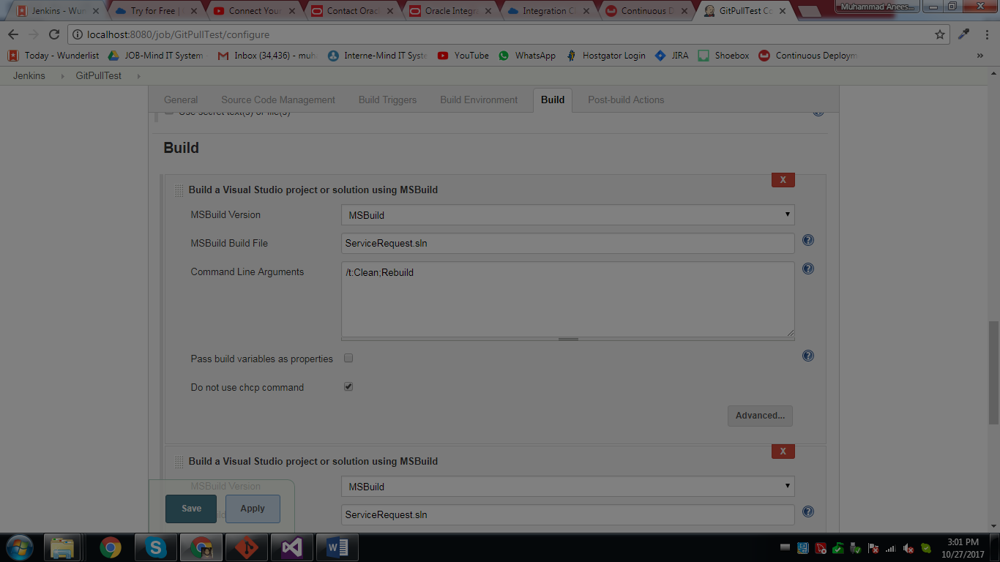 Jenkins - Wun
Try for Free |
Connect Your
Contact Oracl
Oracle Integra
Integration Cl
Continuous D
GitPullTest Co
Muhammad Anees...
localhost:8080/job/GitPullTest/configure
Today - Wunderlist
JOB-Mind IT System
Inbox (34,436) - muh
Interne-Mind IT Syste
YouTube
WhatsApp
Hostgator Login
JIRA
Shoebox
Continuous Deploym
»
Jenkins
GitPullTest
General
Source Code Management
Build Triggers
Build Environment
Build
Post-build Actions
Use secret text(s) or file(s)
Build
X
Build a Visual Studio project or solution using MSBuild
MSBuild Version
MSBuild
MSBuild Build File
ServiceRequest.sln
Command Line Arguments
/t:Clean;Rebuild
Pass build variables as properties
Do not use chcp command
Advanced...
X
Build a Visual Studio project or solution using MSBuild
MSBuild Version
MSBuild
Save
Apply
ServiceRequest.sln
3:01 PM
10/27/2017